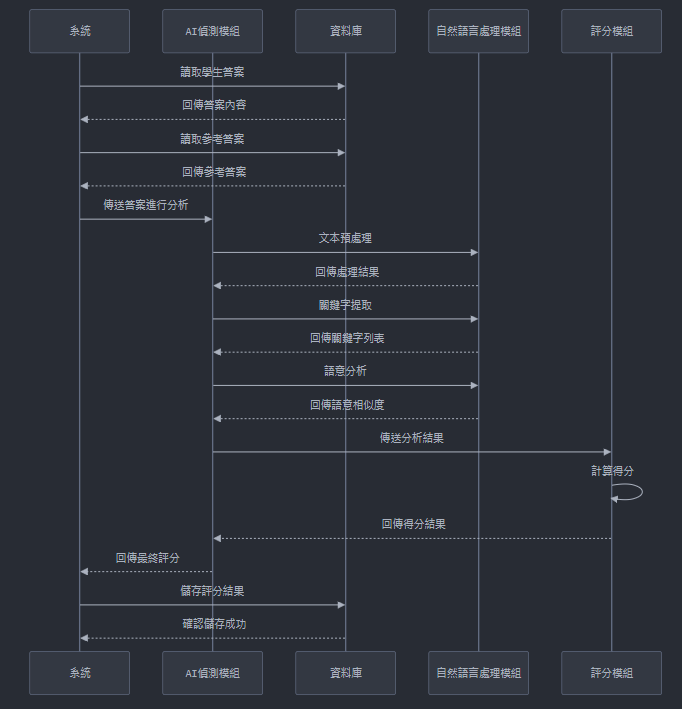 系統
AI偵測模組
資料庫
自然語言處理模組
評分模組
讀取學生答案
回傳答案內容
讀取參考答案
回傳參考答案
傳送答案進行分析
文本預處理
回傳處理結果
關鍵字提取
回傳關鍵字列表
語意分析
回傳語意相似度
傳送分析結果
計算得分
回傳得分結果
回傳最終評分
儲存評分結果
確認儲存成功
系統
AI偵測模組
資料庫
自然語言處理模組
評分模組